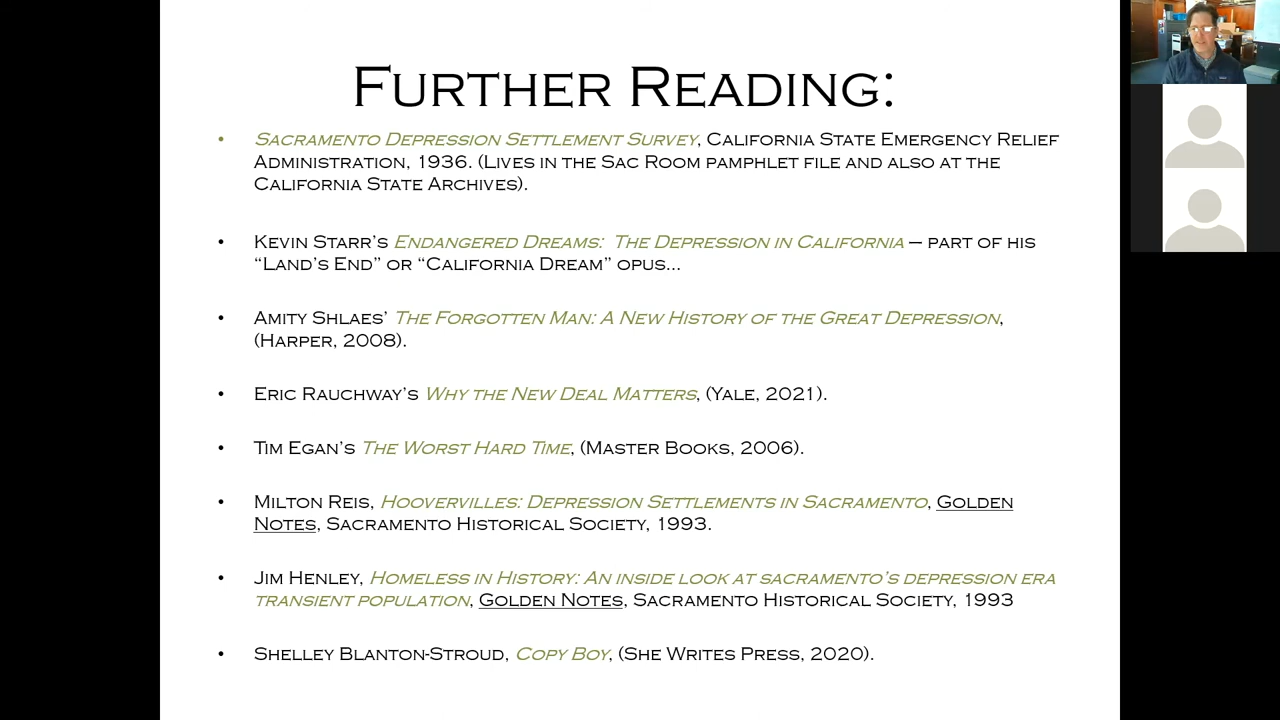 Further Reading:
• Sacramento Depression Settlement Survey, California State Emergency Relief
Administration, 1936. (Lives in the Sac Room pamphlet file and also at the
California State Archives).
• Kevin Starr's Endangered Dreams: The Depression in California – part of his
"Land's End" or "California Dream" opus...
• Amity Shlaes' The Forgotten Man: A New History of the Great Depression,
(Harper, 2008).
• Eric Rauchway's Why the New Deal Matters, (Yale, 2021).
• Tim Egan's The Worst Hard Time, (Master Books, 2006).
• Milton Reis, Hoovervilles: Depression Settlements in Sacramento, Golden
Notes, Sacramento Historical Society, 1993.
• Jim Henley, Homeless in History: An inside look at sacramento's depression era
transient population, Golden Notes, Sacramento Historical Society, 1993
• Shelley Blanton-Stroud, Copy Boy, (She Writes Press, 2020).